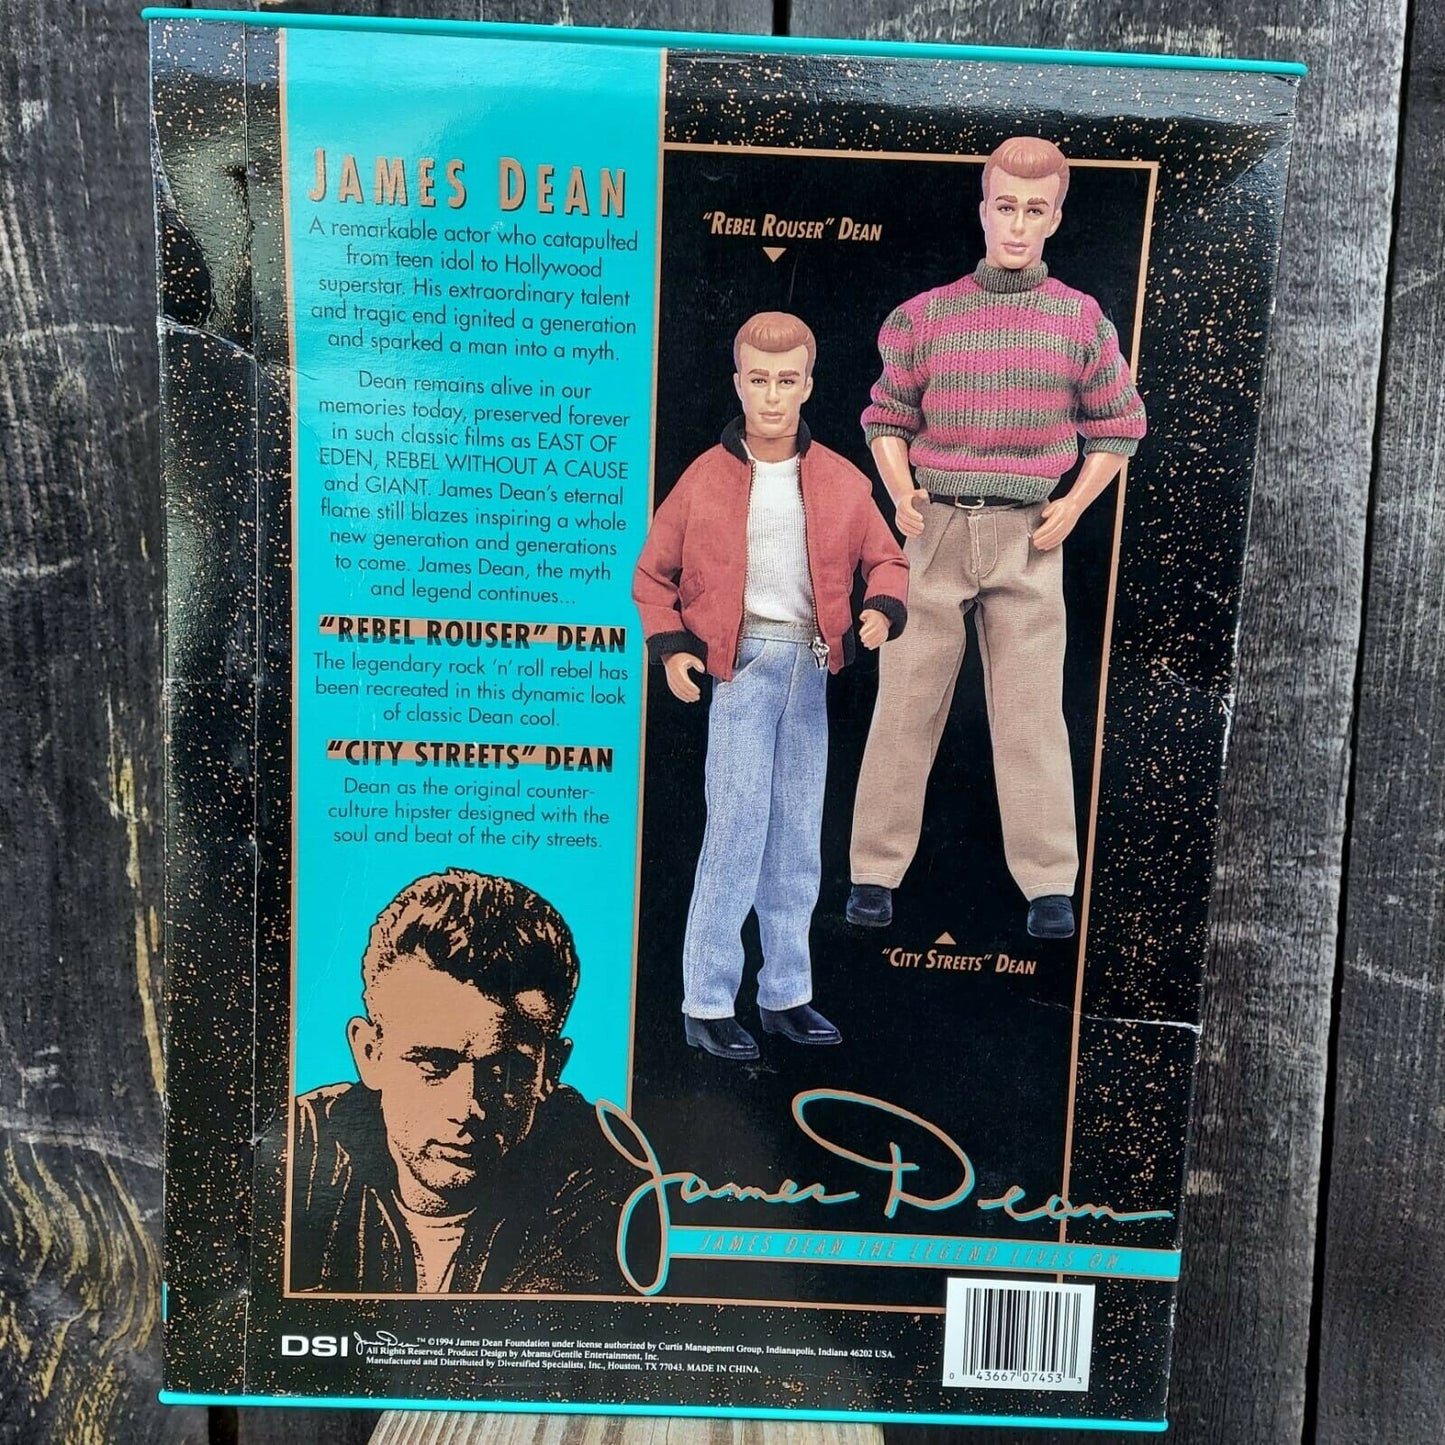 JAMES DEAN
A remarkable actor who catapulted
from teen idol to Hollywood
superstar. His extraordinary talent
and tragic end ignited a generation
and sparked a man into a myth.
Dean remains alive in our
memories today, preserved forever
in such classic films as EAST OF
EDEN, REBEL WITHOUT A CAUSE
and GIANT. James Dean's eternal
flame still blazes inspiring a whole
new generation and generations
to come. James Dean, the myth
and legend continues...
"REBEL ROUSER" DEAN
The legendary rock 'n' roll rebel has
been recreated in this dynamic look
of classic Dean cool.
"CITY STREETS" DEAN
Dean as the original counter-
culture hipster designed with the
soul and beat of the city streets.
"REBEL ROUSER" DEAN
"CITY STREETS" DEAN
James Dean
JAMES DEAN THE LEGEND LIVES ON...
DSI James Dean ™ ©1994 James Dean Foundation under license authorized by Curtis Management Group, Indianapolis, Indiana 46202 USA.
All Rights Reserved. Product Design by Abrams/Gentile Entertainment, Inc.
Manufactured and Distributed by Diversified Specialists, Inc., Houston, TX 77043. MADE IN CHINA.
0 43667 07453 3